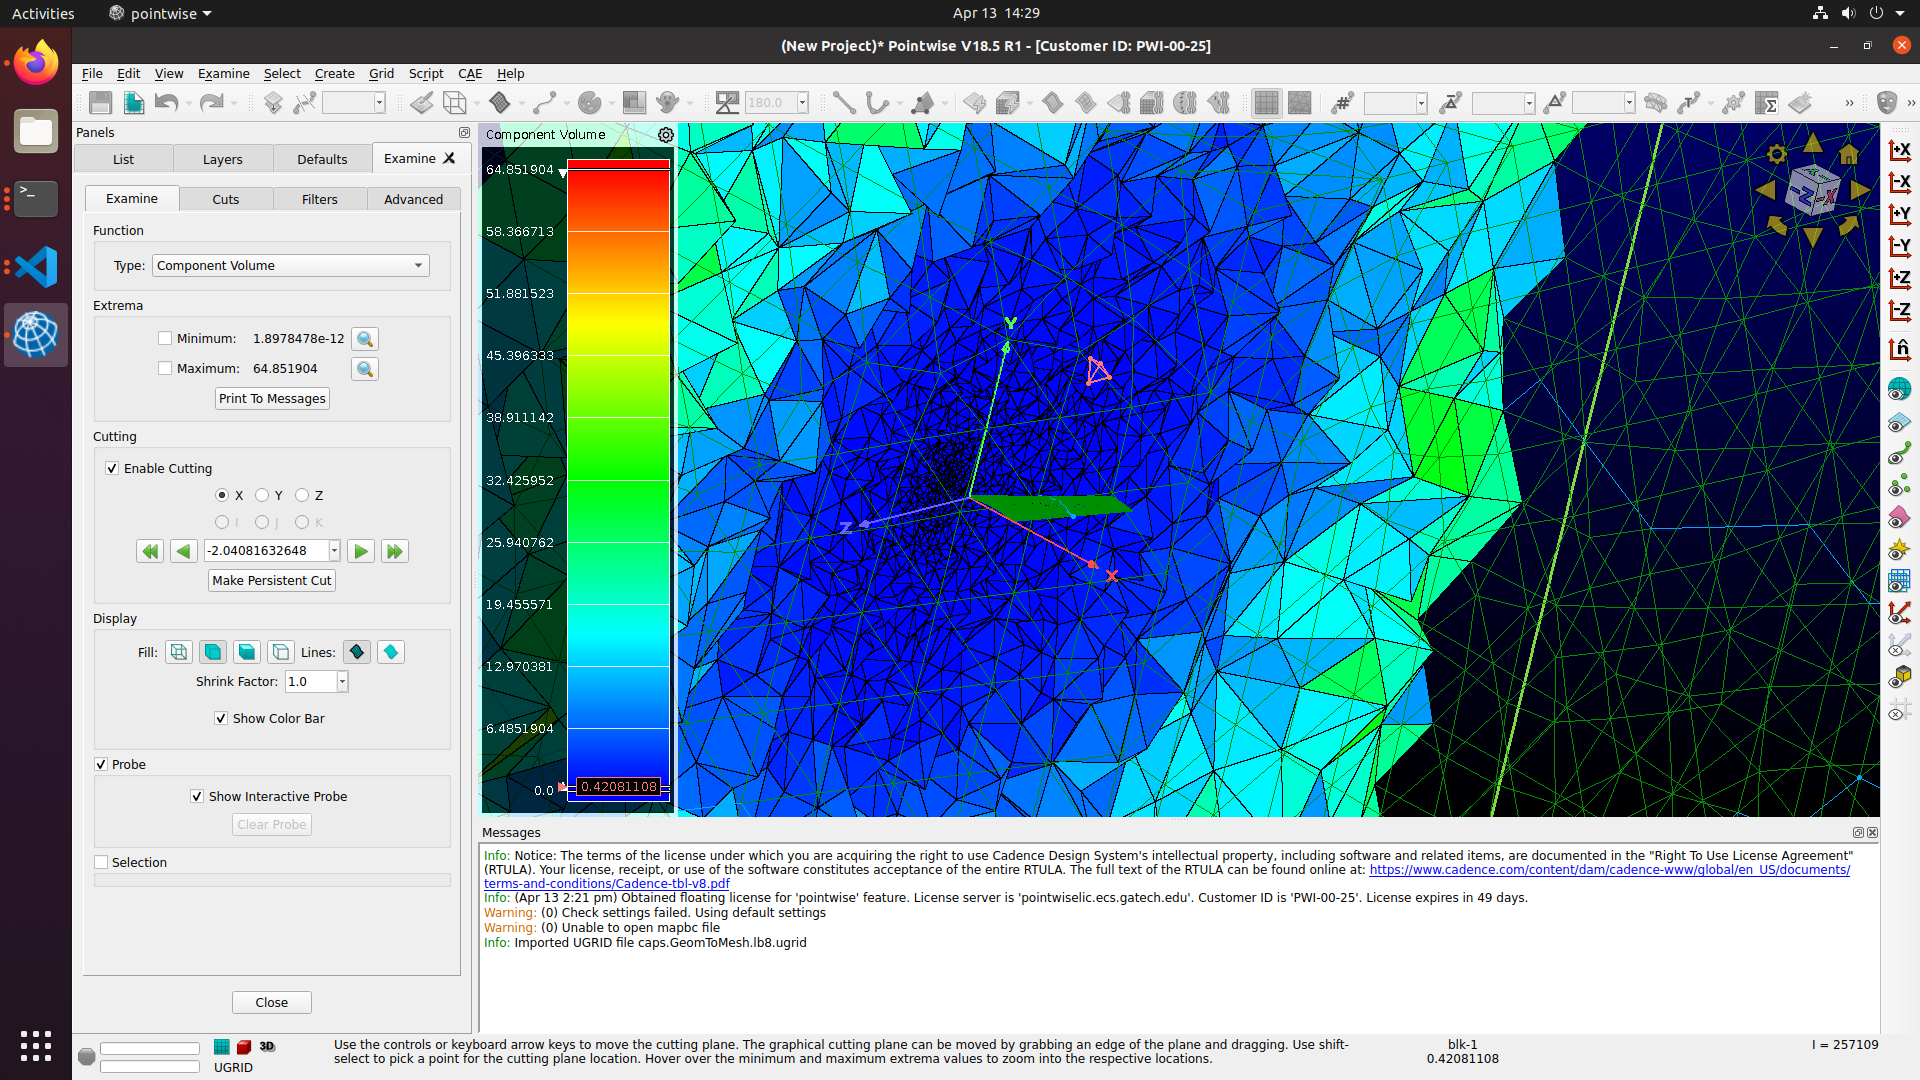 Activities
pointwise
Apr 13 14:29
(New Project)* Pointwise V18.5 R1 - [Customer ID: PWI-00-25]
File Edit View Examine Select Create Grid Script CAE Help
180.0
Panels
List Layers Defaults Examine
Examine Cuts Filters Advanced
Function
Type: Component Volume
Extrema
Minimum: 1.8978478e-12
Maximum: 64.851904
Print To Messages
Cutting
Enable Cutting
X Y Z
I J K
-2.04081632648
Make Persistent Cut
Display
Fill: Lines:
Shrink Factor: 1.0
Show Color Bar
Probe
Show Interactive Probe
Clear Probe
Selection
Close
Component Volume
64.851904
58.366713
51.881523
45.396333
38.911142
32.425952
25.940762
19.455571
12.970381
6.4851904
0.0
0.42081108
Y
Z
X
-Z -X
+X
-X
+Y
-Y
+Z
-Z
n̂
Messages
Info: Notice: The terms of the license under which you are acquiring the right to use Cadence Design System's intellectual property, including software and related items, are documented in the "Right To Use License Agreement"
(RTULA). Your license, receipt, or use of the software constitutes acceptance of the entire RTULA. The full text of the RTULA can be found online at: https://www.cadence.com/content/dam/cadence-www/global/en_US/documents/
terms-and-conditions/Cadence-tbl-v8.pdf
Info: (Apr 13 2:21 pm) Obtained floating license for 'pointwise' feature. License server is 'pointwiselic.ecs.gatech.edu'. Customer ID is 'PWI-00-25'. License expires in 49 days.
Warning: (0) Check settings failed. Using default settings
Warning: (0) Unable to open mapbc file
Info: Imported UGRID file caps.GeomToMesh.lb8.ugrid
3D
UGRID
Use the controls or keyboard arrow keys to move the cutting plane. The graphical cutting plane can be moved by grabbing an edge of the plane and dragging. Use shift-
select to pick a point for the cutting plane location. Hover over the minimum and maximum extrema values to zoom into the respective locations.
blk-1
0.42081108
I = 257109